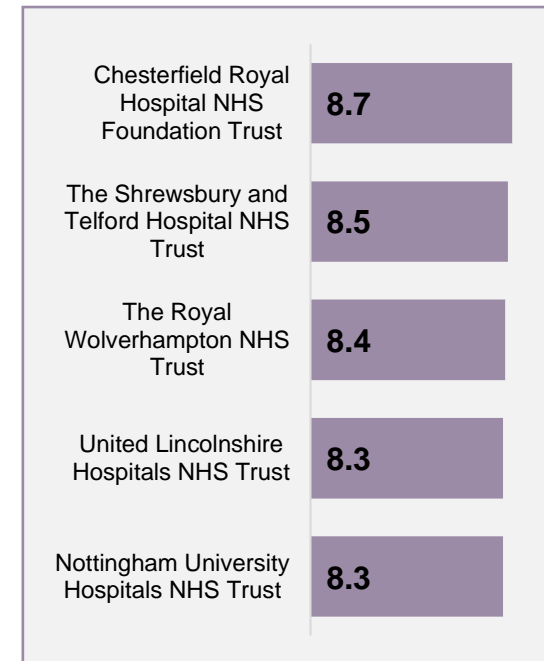 Chesterfield Royal
Hospital NHS
Foundation Trust
8.7
The Shrewsbury and
Telford Hospital NHS
Trust
8.5
The Royal
Wolverhampton NHS
Trust
8.4
United Lincolnshire
Hospitals NHS Trust
8.3
Nottingham University
Hospitals NHS Trust
8.3